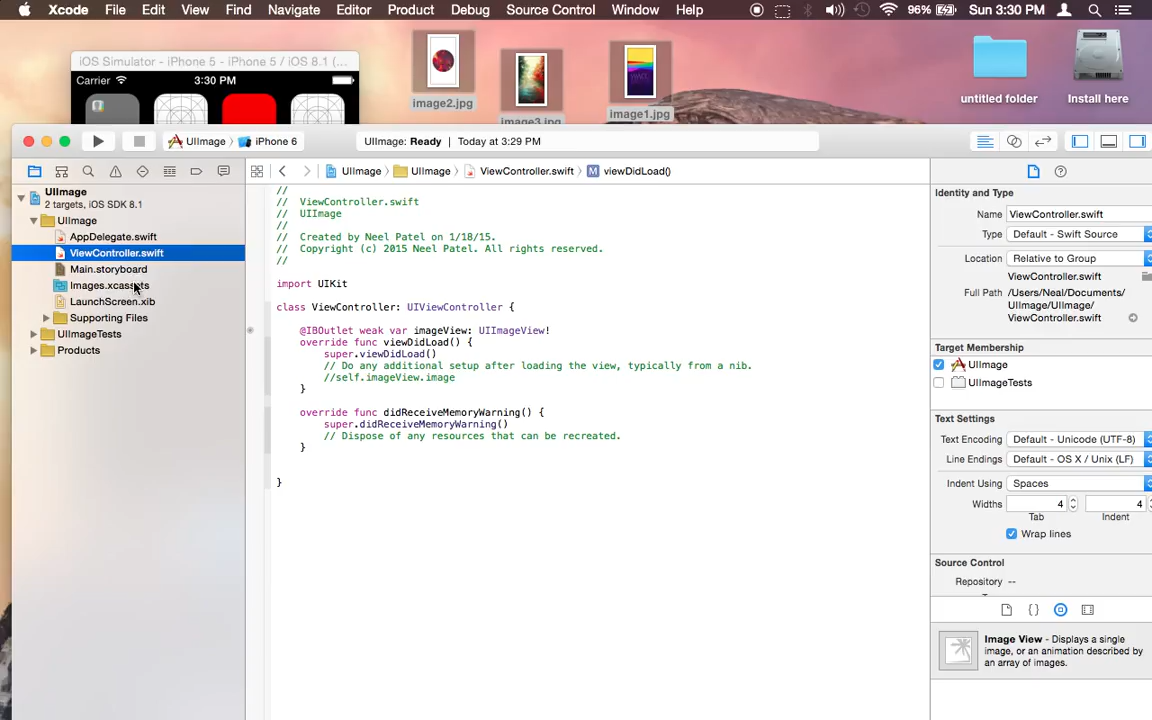 Xcode File Edit View Find Navigate Editor Product Debug Source Control Window Help 96% Sun 3:30 PM
iOS Simulator - iPhone 5 - iPhone 5 / iOS 8.1 (...
Carrier 3:30 PM
image2.jpg
image3.jpg
image1.jpg
untitled folder
Install here
UIImage iPhone 6
UIImage: Ready | Today at 3:29 PM
UIImage
2 targets, iOS SDK 8.1
UIImage
AppDelegate.swift
ViewController.swift
Main.storyboard
Images.xcassets
LaunchScreen.xib
Supporting Files
UIImageTests
Products
UIImage UIImage ViewController.swift M viewDidLoad()
//
// ViewController.swift
// UIImage
//
// Created by Neel Patel on 1/18/15.
// Copyright (c) 2015 Neel Patel. All rights reserved.
//
import UIKit
class ViewController: UIViewController {
@IBOutlet weak var imageView: UIImageView!
override func viewDidLoad() {
super.viewDidLoad()
// Do any additional setup after loading the view, typically from a nib.
//self.imageView.image
}
override func didReceiveMemoryWarning() {
super.didReceiveMemoryWarning()
// Dispose of any resources that can be recreated.
}
}
Identity and Type
Name ViewController.swift
Type Default - Swift Source
Location Relative to Group
ViewController.swift
Full Path /Users/Neal/Documents/
UIImage/UIImage/
ViewController.swift
Target Membership
UIImage
UIImageTests
Text Settings
Text Encoding Default - Unicode (UTF-8)
Line Endings Default - OS X / Unix (LF)
Indent Using Spaces
Widths 4 4
Tab Indent
Wrap lines
Source Control
Repository --
Image View - Displays a single
image, or an animation described by
an array of images.